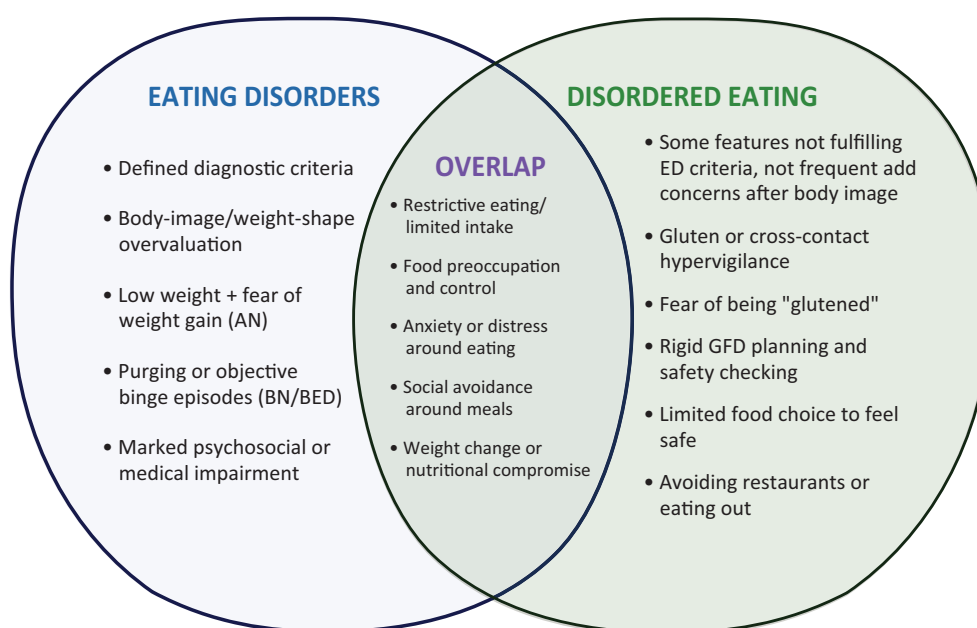 EATING DISORDERS
• Defined diagnostic criteria
• Body-image/weight-shape
overvaluation
• Low weight + fear of
weight gain (AN)
• Purging or objective
binge episodes (BN/BED)
• Marked psychosocial or
medical impairment
OVERLAP
• Restrictive eating/
limited intake
• Food preoccupation
and control
• Anxiety or distress
around eating
• Social avoidance
around meals
• Weight change or
nutritional compromise
DISORDERED EATING
• Some features not fulfilling
ED criteria, not frequent add
concerns after body image
• Gluten or cross-contact
hypervigilance
• Fear of being "glutened"
• Rigid GFD planning and
safety checking
• Limited food choice to feel
safe
• Avoiding restaurants or
eating out